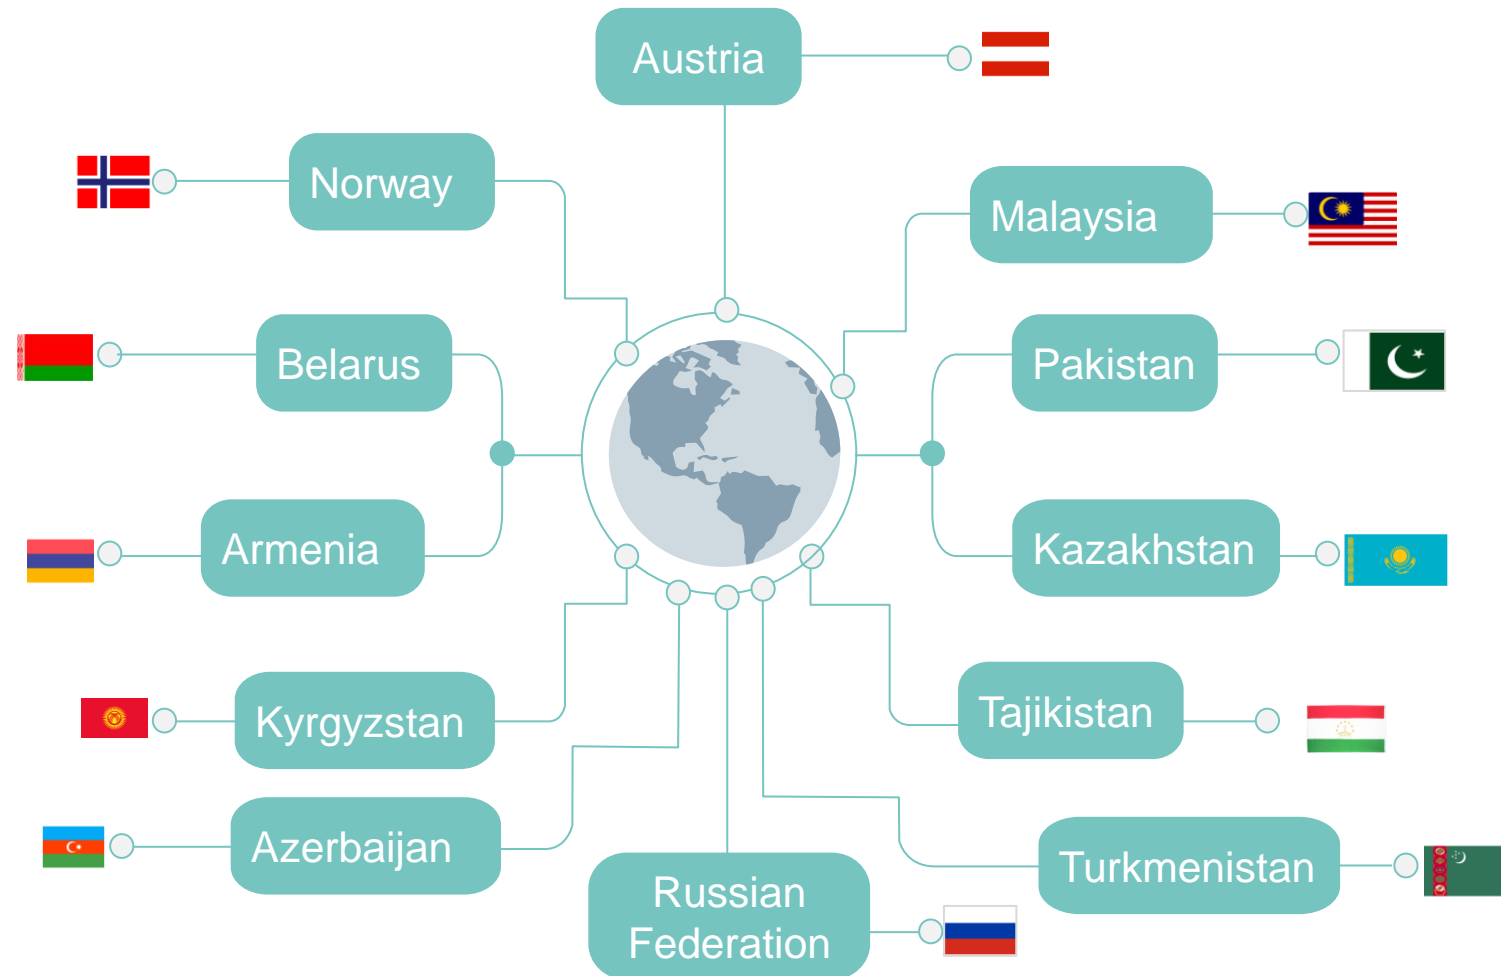 Austria
Norway
Malaysia
Belarus
Pakistan
Armenia
Kazakhstan
Kyrgyzstan
Tajikistan
Azerbaijan
Turkmenistan
Russian
Federation